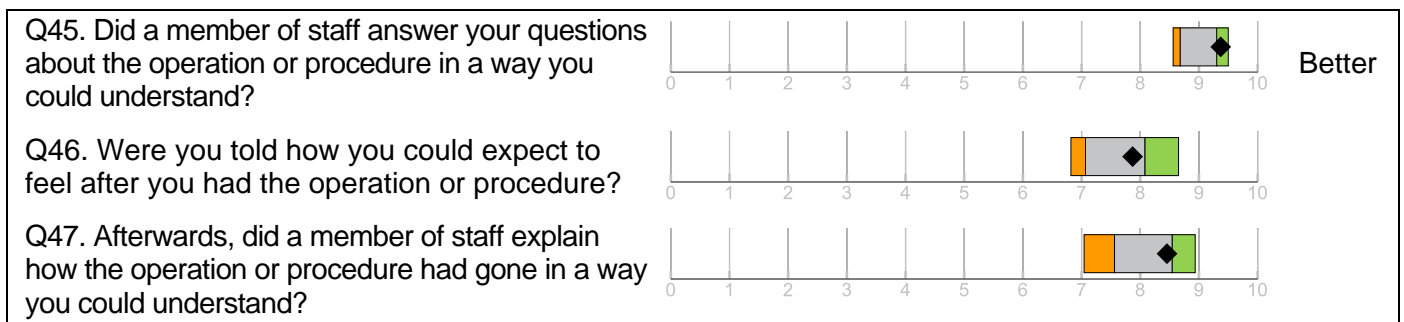 Q45. Did a member of staff answer your questions
about the operation or procedure in a way you
could understand?
0 1 2 3 4 5 6 7 8 9 10
Better
Q46. Were you told how you could expect to
feel after you had the operation or procedure?
0 1 2 3 4 5 6 7 8 9 10
Q47. Afterwards, did a member of staff explain
how the operation or procedure had gone in a way
you could understand?
0 1 2 3 4 5 6 7 8 9 10